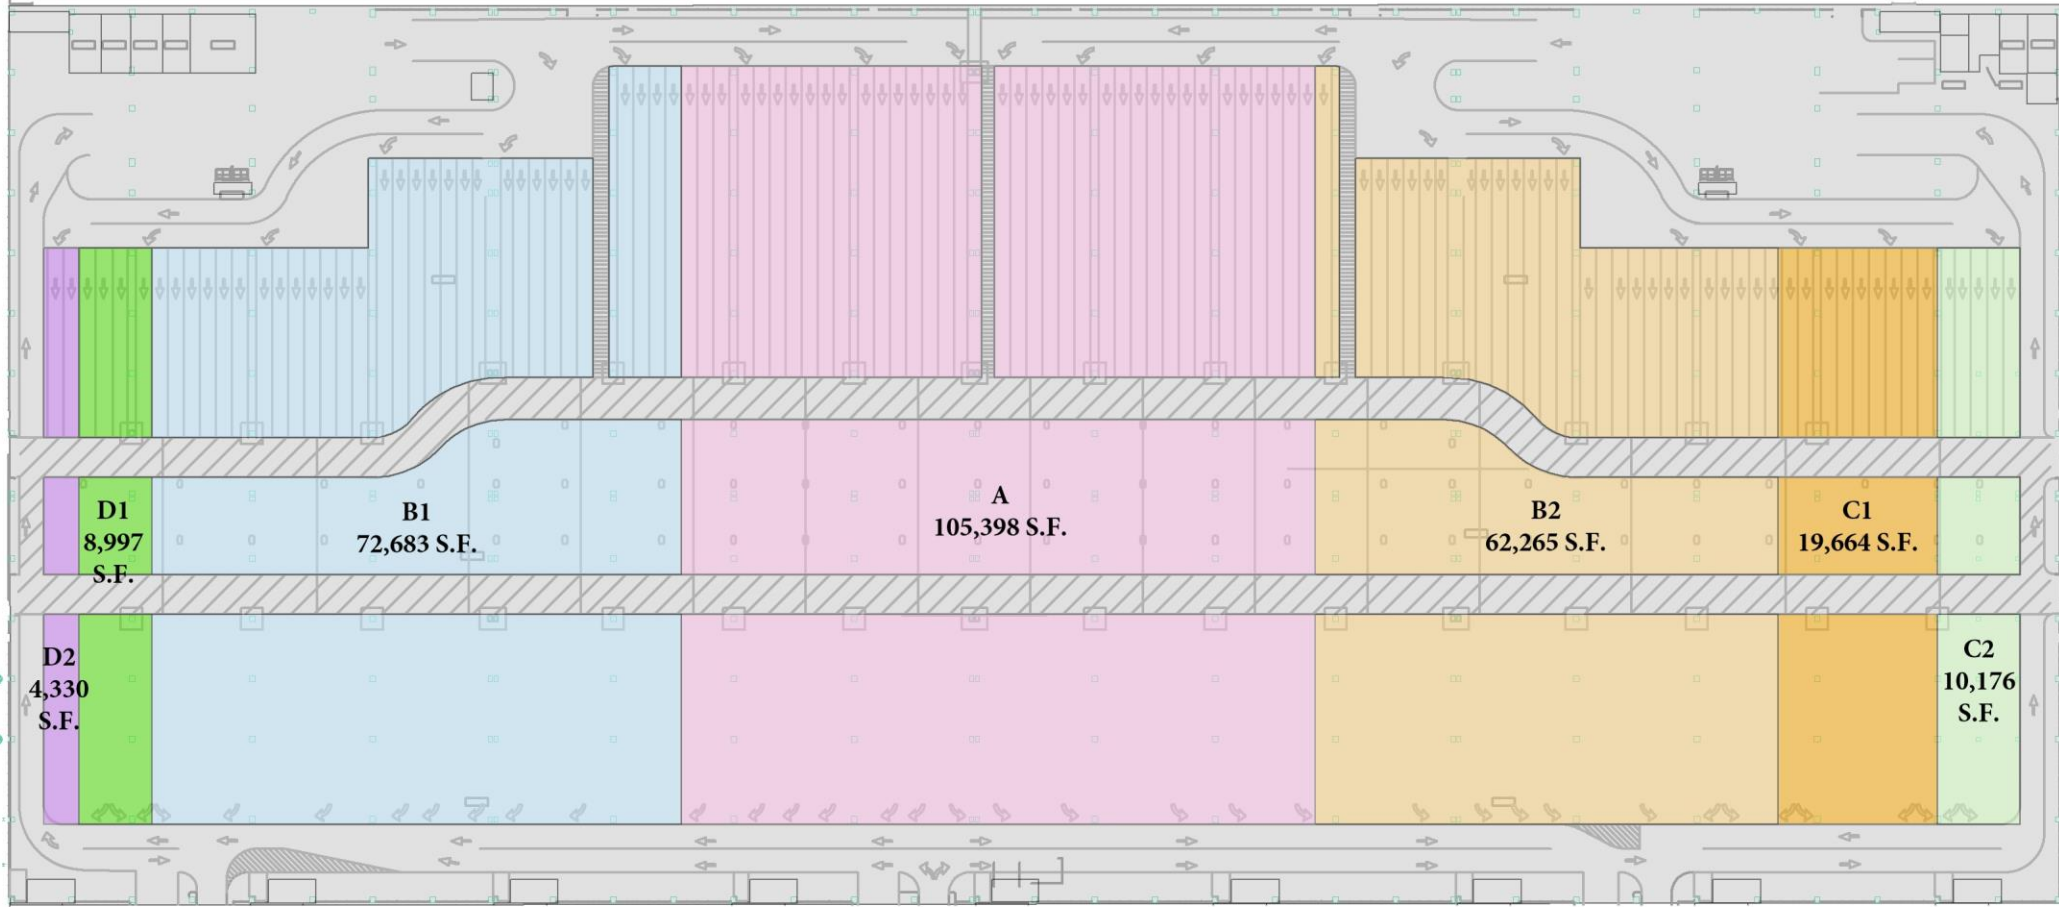 D1
8,997
S.F.
B1
72,683 S.F.
A
105,398 S.F.
B2
62,265 S.F.
C1
19,664 S.F.
D2
4,330
S.F.
C2
10,176
S.F.